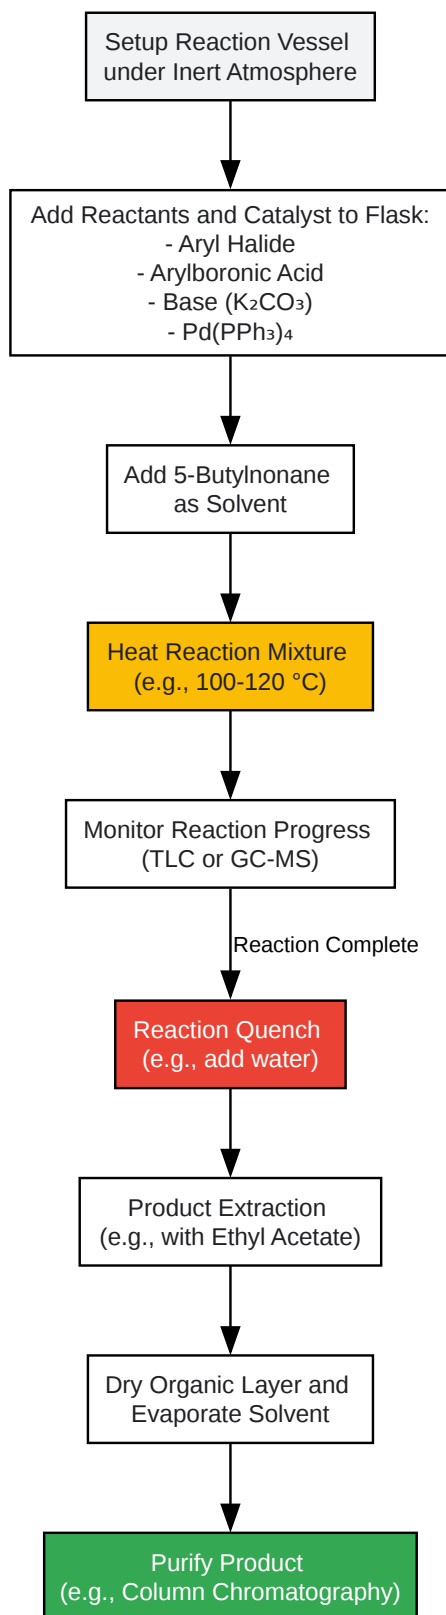 Setup Reaction Vessel
under Inert Atmosphere
Add Reactants and Catalyst to Flask:
- Aryl Halide
- Arylboronic Acid
- Base (K₂CO₃)
- Pd(PPh₃)₄
Add 5-Butylnonane
as Solvent
Heat Reaction Mixture
(e.g., 100-120 °C)
Monitor Reaction Progress
(TLC or GC-MS)
Reaction Complete
Reaction Quench
(e.g., add water)
Product Extraction
(e.g., with Ethyl Acetate)
Dry Organic Layer and
Evaporate Solvent
Purify Product
(e.g., Column Chromatography)